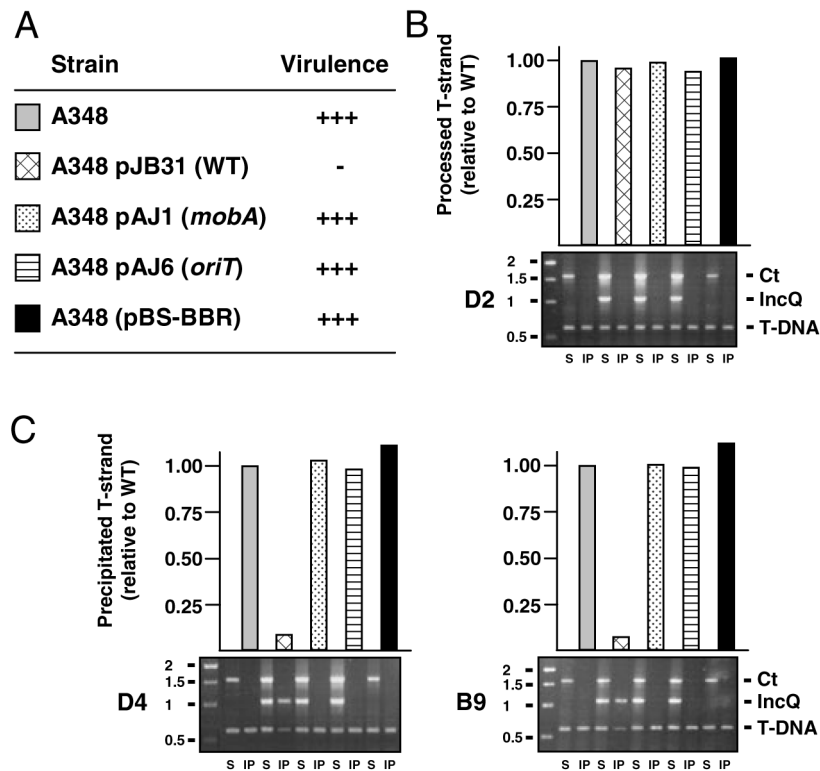 A
Strain Virulence
A348 +++
A348 pJB31 (WT) -
A348 pAJ1 (mobA) +++
A348 pAJ6 (oriT) +++
A348 (pBS-BBR) +++
B
Processed T-strand
(relative to WT)
1.00
0.75
0.50
0.25
D2
2
1.5
1
0.5
Ct
IncQ
T-DNA
S IP S IP S IP S IP S IP
C
Precipitated T-strand
(relative to WT)
1.00
0.75
0.50
0.25
D4
2
1.5
1
0.5
S IP S IP S IP S IP S IP
1.00
0.75
0.50
0.25
B9
2
1.5
1
0.5
Ct
IncQ
T-DNA
S IP S IP S IP S IP S IP